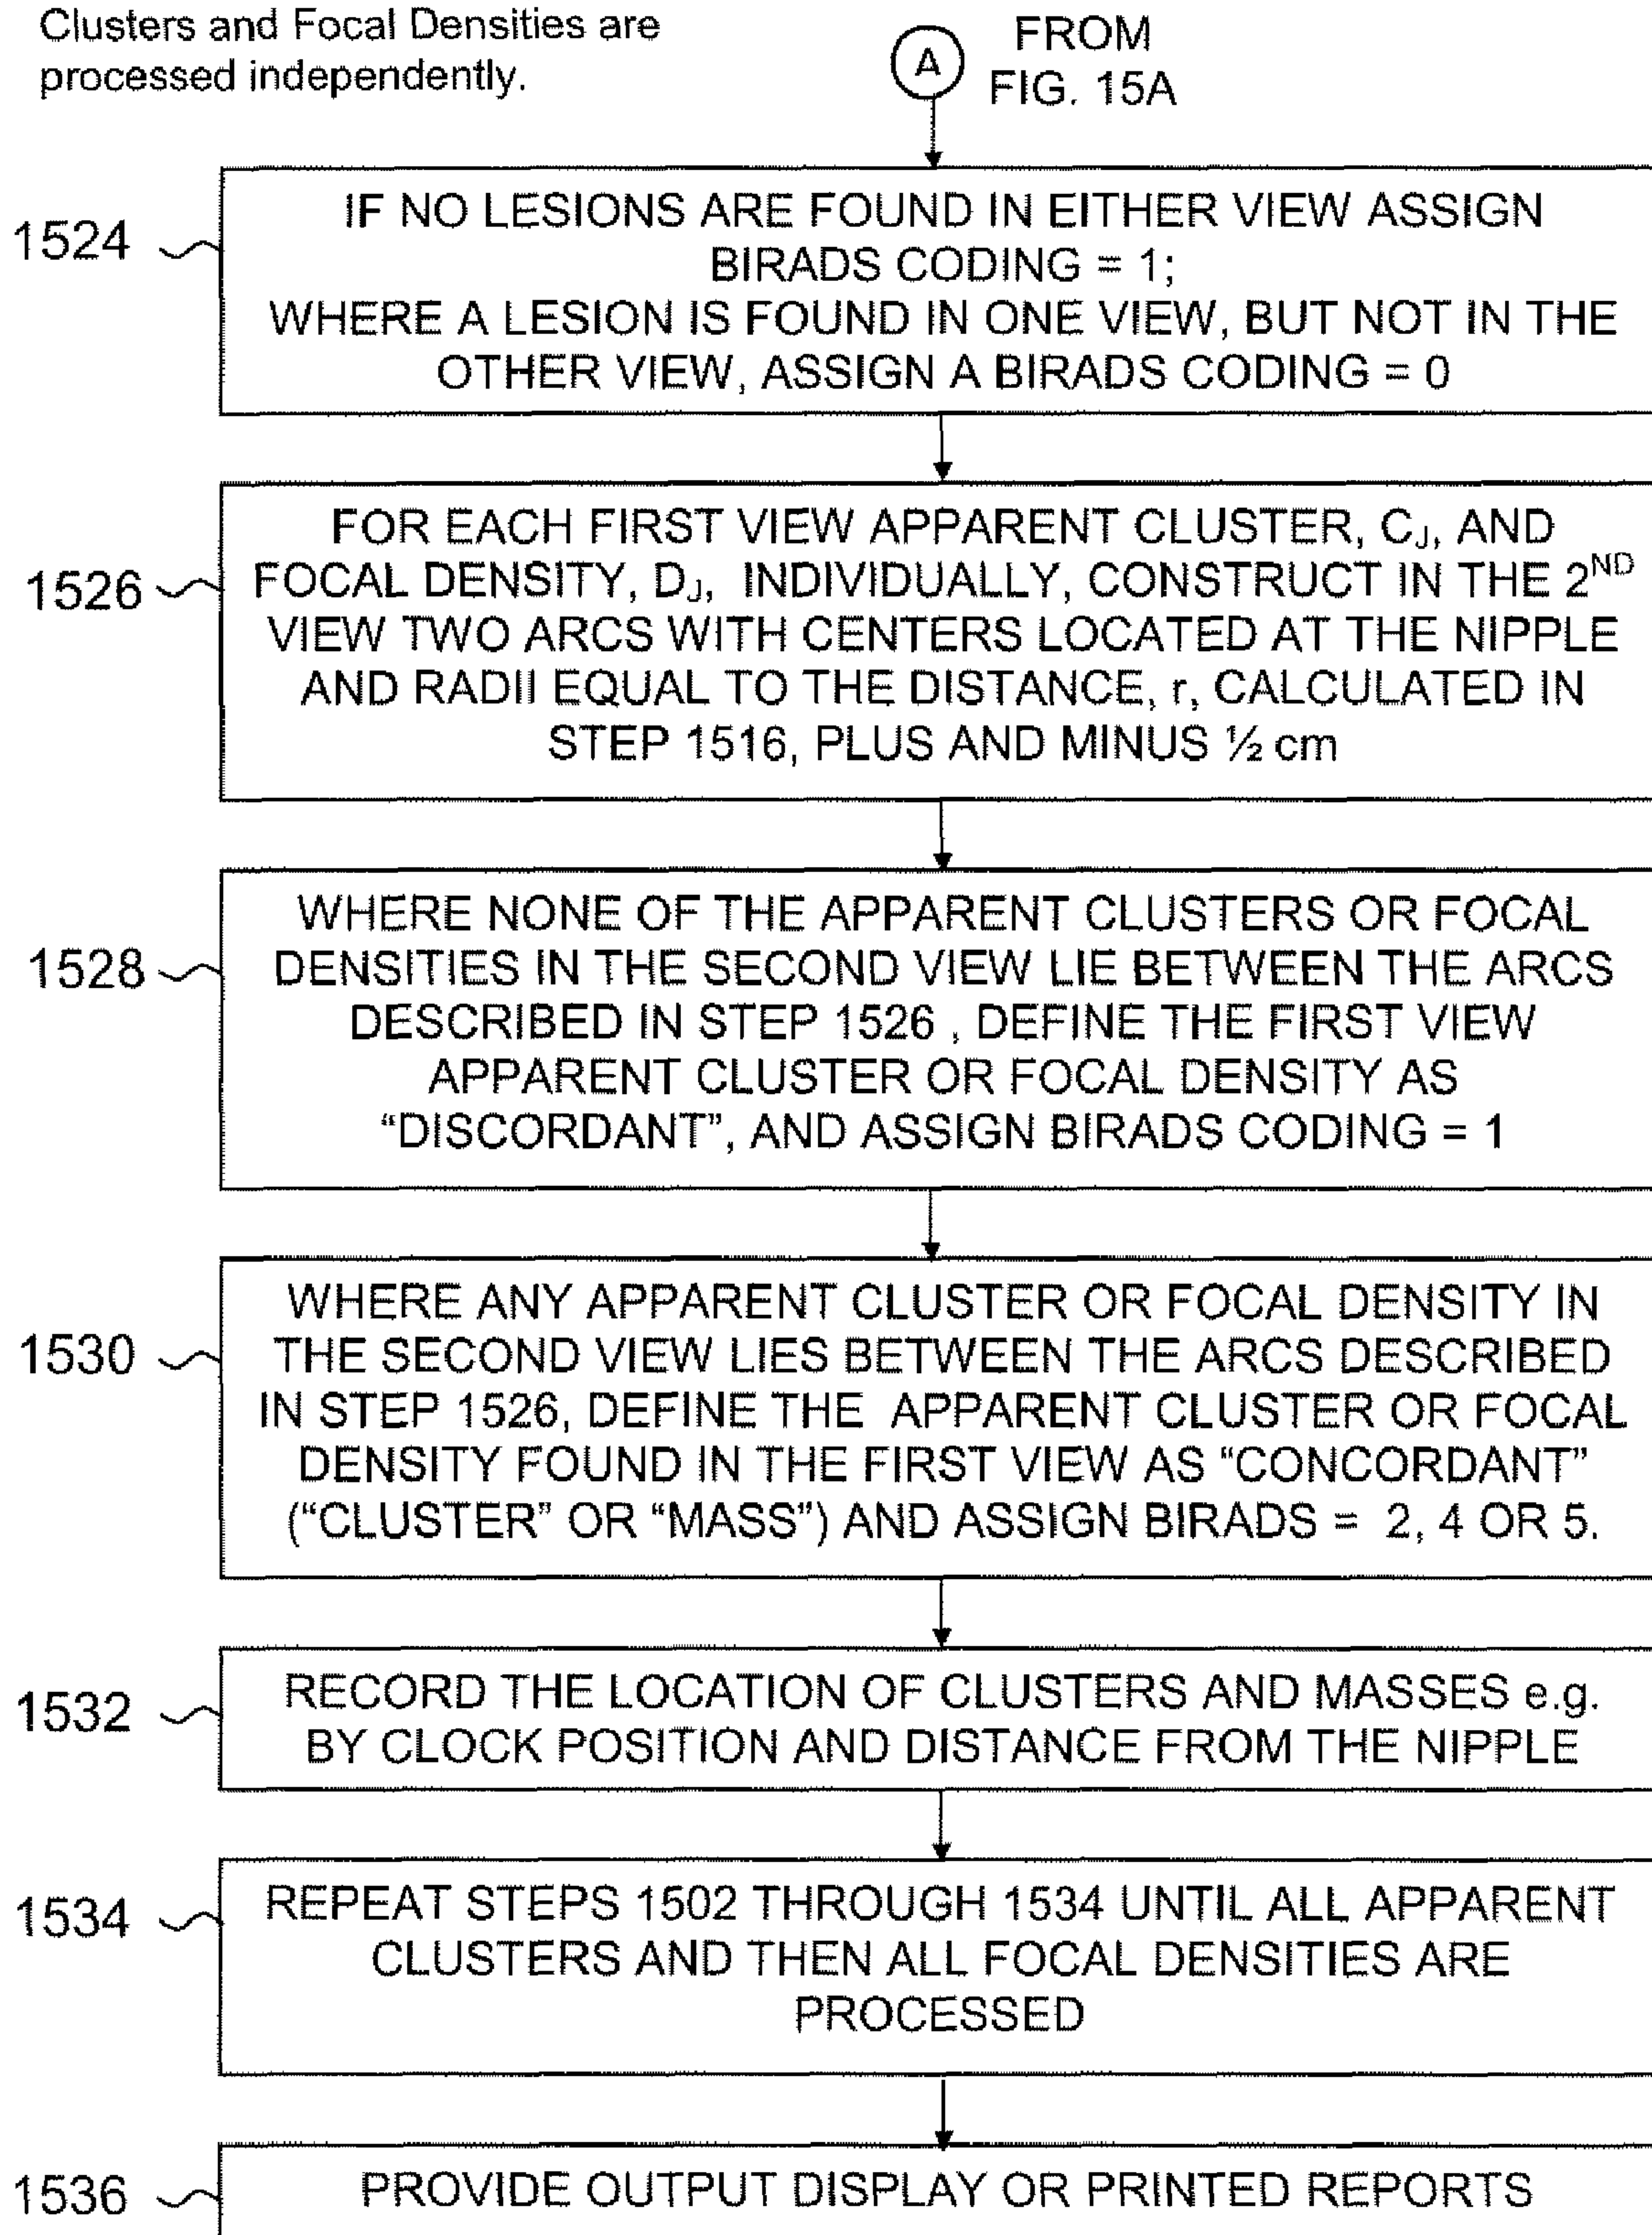 Clusters and Focal Densities are
processed independently.
A
FROM
FIG. 15A
1524
IF NO LESIONS ARE FOUND IN EITHER VIEW ASSIGN
BIRADS CODING = 1;
WHERE A LESION IS FOUND IN ONE VIEW, BUT NOT IN THE
OTHER VIEW, ASSIGN A BIRADS CODING = 0
1526
FOR EACH FIRST VIEW APPARENT CLUSTER, CJ, AND
FOCAL DENSITY, DJ, INDIVIDUALLY, CONSTRUCT IN THE 2ND
VIEW TWO ARCS WITH CENTERS LOCATED AT THE NIPPLE
AND RADII EQUAL TO THE DISTANCE, r, CALCULATED IN
STEP 1516, PLUS AND MINUS ½ cm
1528
WHERE NONE OF THE APPARENT CLUSTERS OR FOCAL
DENSITIES IN THE SECOND VIEW LIE BETWEEN THE ARCS
DESCRIBED IN STEP 1526 , DEFINE THE FIRST VIEW
APPARENT CLUSTER OR FOCAL DENSITY AS
“DISCORDANT”, AND ASSIGN BIRADS CODING = 1
1530
WHERE ANY APPARENT CLUSTER OR FOCAL DENSITY IN
THE SECOND VIEW LIES BETWEEN THE ARCS DESCRIBED
IN STEP 1526, DEFINE THE APPARENT CLUSTER OR FOCAL
DENSITY FOUND IN THE FIRST VIEW AS “CONCORDANT”
(“CLUSTER” OR “MASS”) AND ASSIGN BIRADS = 2, 4 OR 5.
1532
RECORD THE LOCATION OF CLUSTERS AND MASSES e.g.
BY CLOCK POSITION AND DISTANCE FROM THE NIPPLE
1534
REPEAT STEPS 1502 THROUGH 1534 UNTIL ALL APPARENT
CLUSTERS AND THEN ALL FOCAL DENSITIES ARE
PROCESSED
1536
PROVIDE OUTPUT DISPLAY OR PRINTED REPORTS